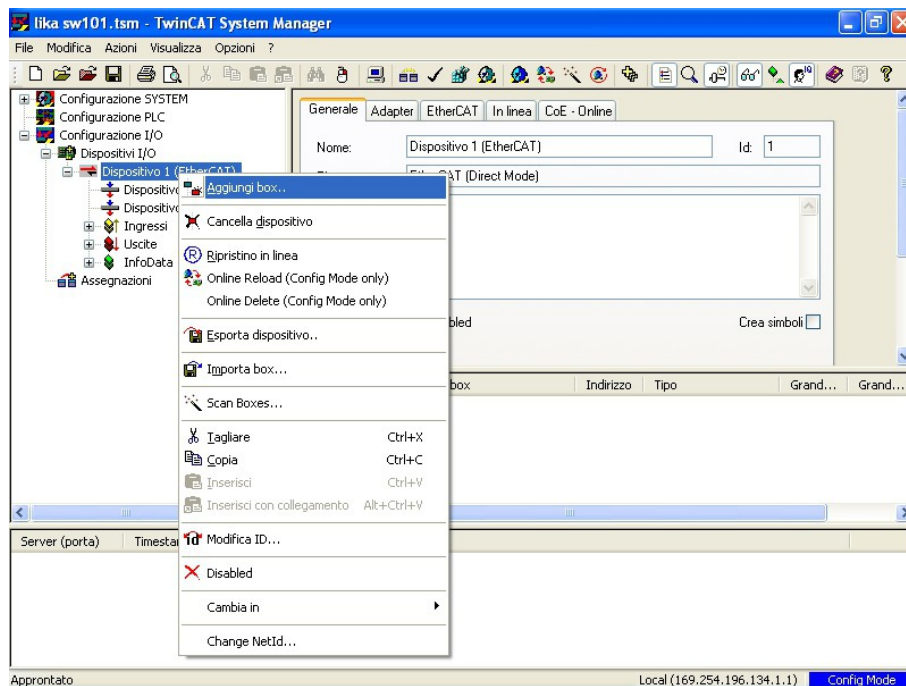 lika sw101.tsm - TwinCAT System Manager
File Modifica Azioni Visualizza Opzioni ?
Configurazione SYSTEM
Configurazione PLC
Configurazione I/O
Dispositivi I/O
Dispositivo 1 (EtherCAT)
Dispositivo
Dispositivo
Ingressi
Uscite
InfoData
Assegnazioni
Generale Adapter EtherCAT In linea CoE - Online
Nome: Dispositivo 1 (EtherCAT) Id: 1
EtherCAT (Direct Mode)
bled Crea simboli
box Indirizzo Tipo Grand... Grand...
Aggiungi box..
Cancella dispositivo
Ripristino in linea
Online Reload (Config Mode only)
Online Delete (Config Mode only)
Esporta dispositivo..
Importa box...
Scan Boxes...
Tagliare Ctrl+X
Copia Ctrl+C
Inserisci Ctrl+V
Inserisci con collegamento Alt+Ctrl+V
Modifica ID...
Disabled
Cambia in
Change NetId...
Server (porta) Timesta
Approntato Local (169.254.196.134.1.1) Config Mode